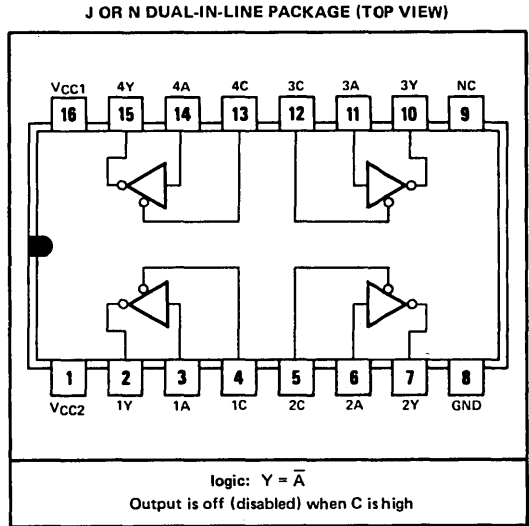 J OR N DUAL-IN-LINE PACKAGE (TOP VIEW)
VCC1 4Y 4A 4C 3C 3A 3Y NC
16 15 14 13 12 11 10 9
1 2 3 4 5 6 7 8
VCC2 1Y 1A 1C 2C 2A 2Y GND
logic: Y = A̅
Output is off (disabled) when C is high